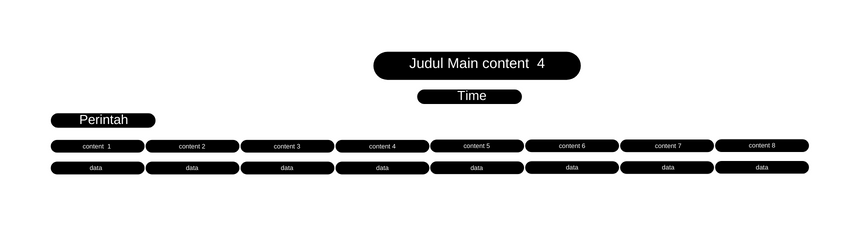 Judul Main content 4
Time
Perintah
content 1 content 2 content 3 content 4 content 5 content 6 content 7 content 8
data data data data data data data data